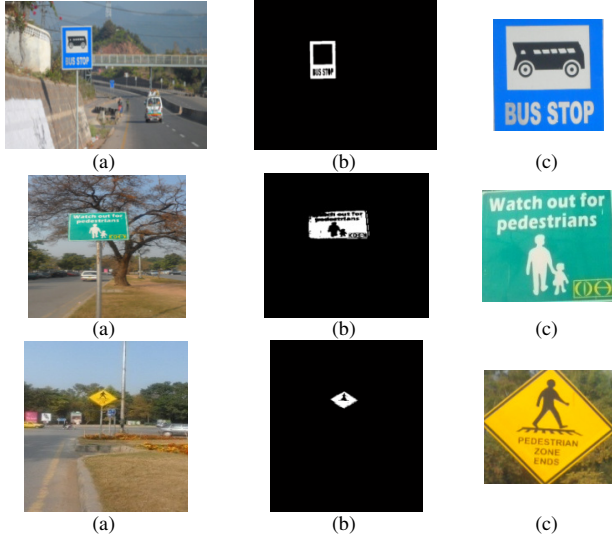 BUS STOP
BUS STOP
BUS STOP
(a) (b) (c)
Watch out for
pedestrians
Watch out for
pedestrians
Watch out for
pedestrians
CDA
(a) (b) (c)
PEDESTRIAN
ZONE
ENDS
(a) (b) (c)